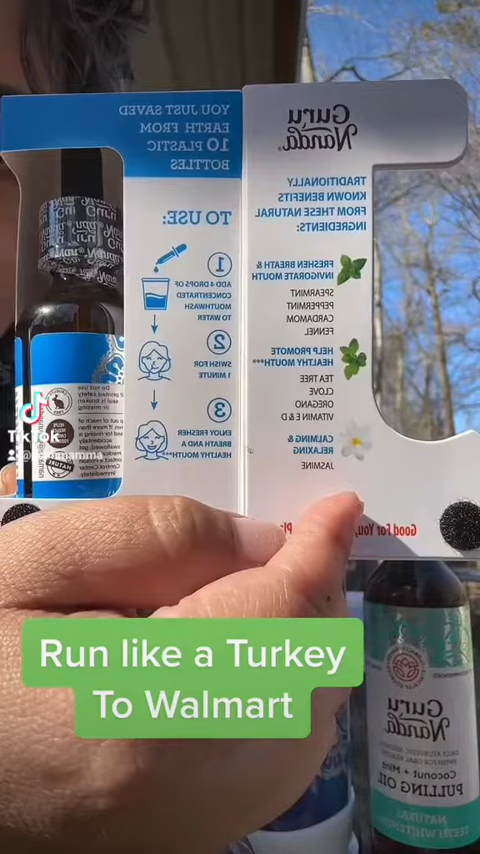 YOU JUST SAVED
EARTH FROM
10 PLASTIC
BOTTLES
TO USE:
1
ADD 4 DROPS OF
CONCENTRATED
MOUTHWASH
TO WATER
2
SWISH FOR
1 MINUTE
3
ENJOY FRESHER
BREATH AND A
HEALTHY MOUTH***
Guru
Nanda®
TRADITIONALLY
KNOWN BENEFITS
FROM THESE NATURAL
INGREDIENTS:
FRESHEN BREATH &
INVIGORATE MOUTH
SPEARMINT
PEPPERMINT
CARDAMOM
FENNEL
HELP PROMOTE
HEALTHY MOUTH***
TEA TREE
CLOVE
OREGANO
VITAMIN D & E
CALMING &
RELAXING
JASMINE
Good For You,
TikTok
Run like a Turkey
To Walmart
Guru
Nanda
Coconut + Mint
PULLING OIL
NATURAL
TEETH WHITENING